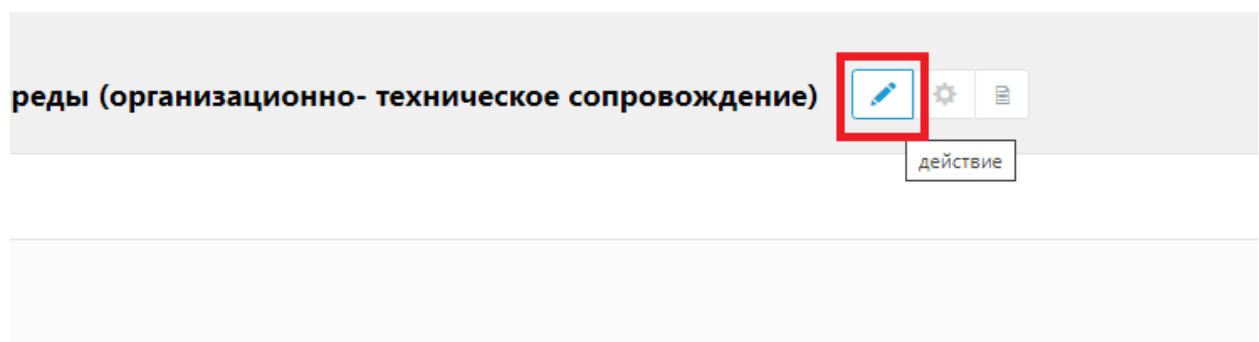 реды (организационно- техническое сопровождение)
действие